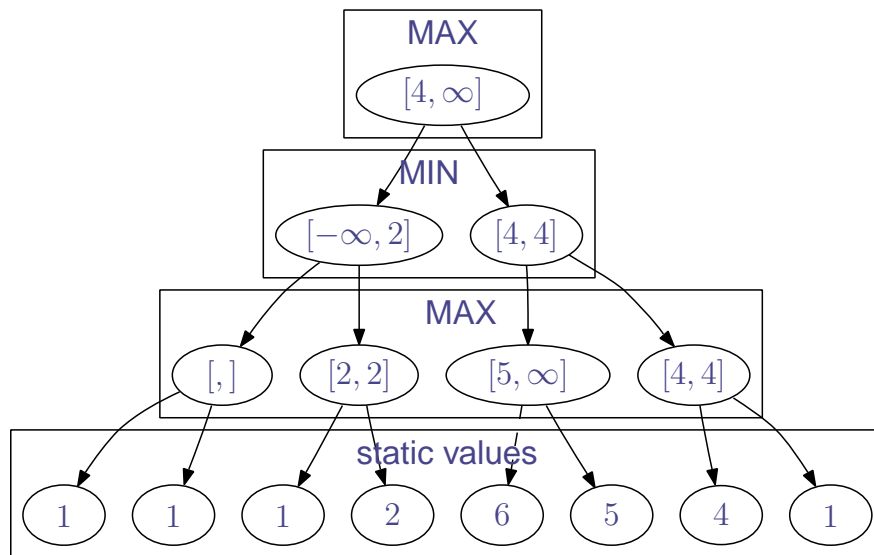 MAX
[4, ∞]
MIN
[−∞, 2] [4, 4]
MAX
[, ] [2, 2] [5, ∞] [4, 4]
static values
1 1 1 2 6 5 4 1